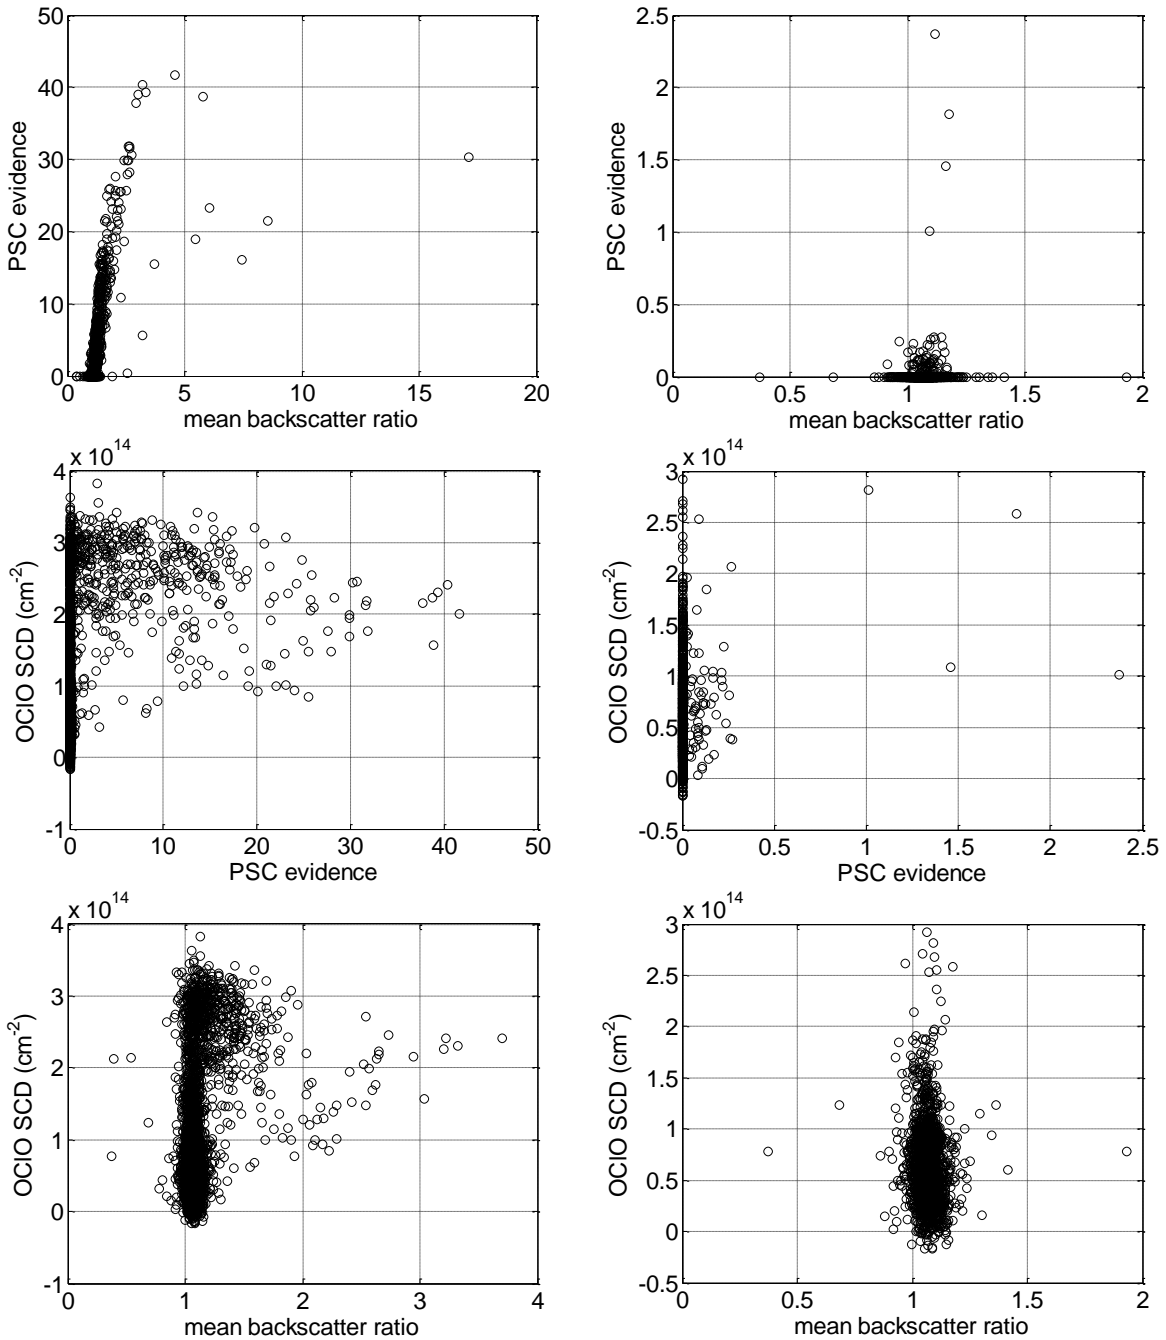 50
40
30
20
10
0
PSC evidence
0 5 10 15 20
mean backscatter ratio
2.5
2
1.5
1
0.5
0
PSC evidence
0 0.5 1 1.5 2
mean backscatter ratio
x 10^14
4
3
2
1
0
-1
OClO SCD (cm^-2)
0 10 20 30 40 50
PSC evidence
x 10^14
3
2.5
2
1.5
1
0.5
0
-0.5
OClO SCD (cm^-2)
0 0.5 1 1.5 2 2.5
PSC evidence
x 10^14
4
3
2
1
0
-1
OClO SCD (cm^-2)
0 1 2 3 4
mean backscatter ratio
x 10^14
3
2.5
2
1.5
1
0.5
0
-0.5
OClO SCD (cm^-2)
0 0.5 1 1.5 2
mean backscatter ratio